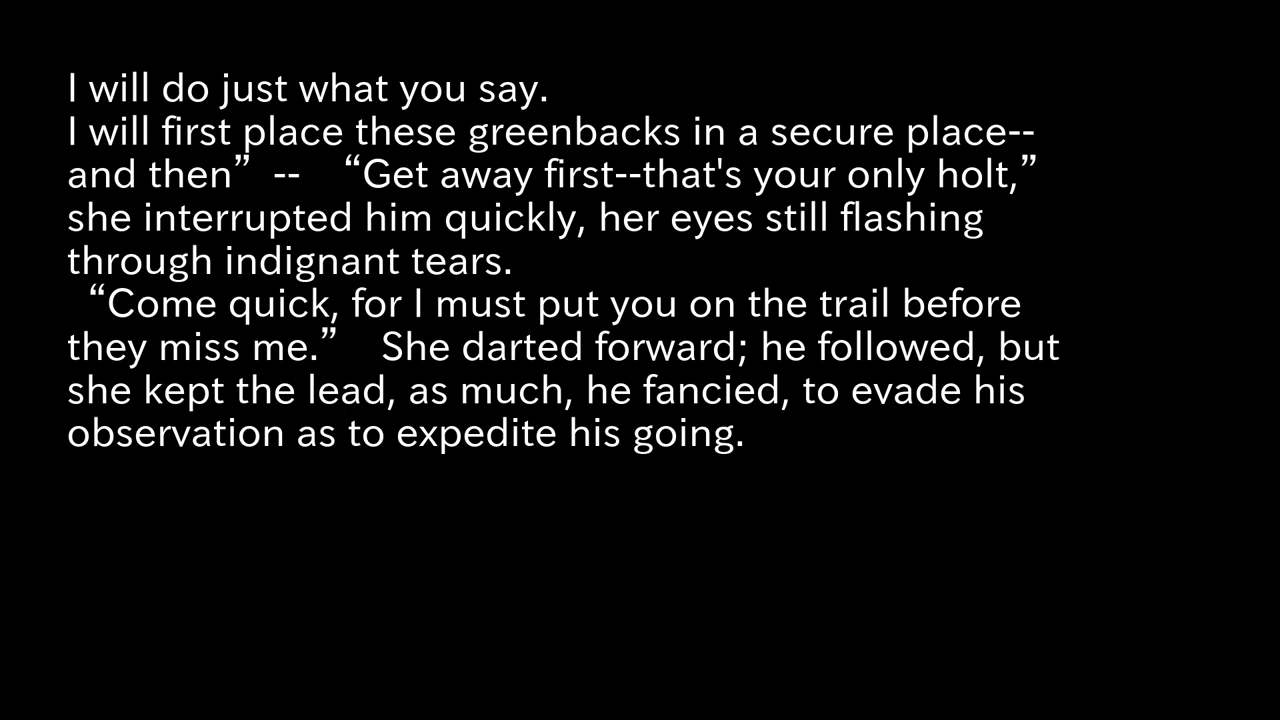 I will do just what you say.
I will first place these greenbacks in a secure place--
and then”  --    “Get away first--that's your only holt,”
she interrupted him quickly, her eyes still flashing
through indignant tears.
“Come quick, for I must put you on the trail before
they miss me.”    She darted forward; he followed, but
she kept the lead, as much, he fancied, to evade his
observation as to expedite his going.